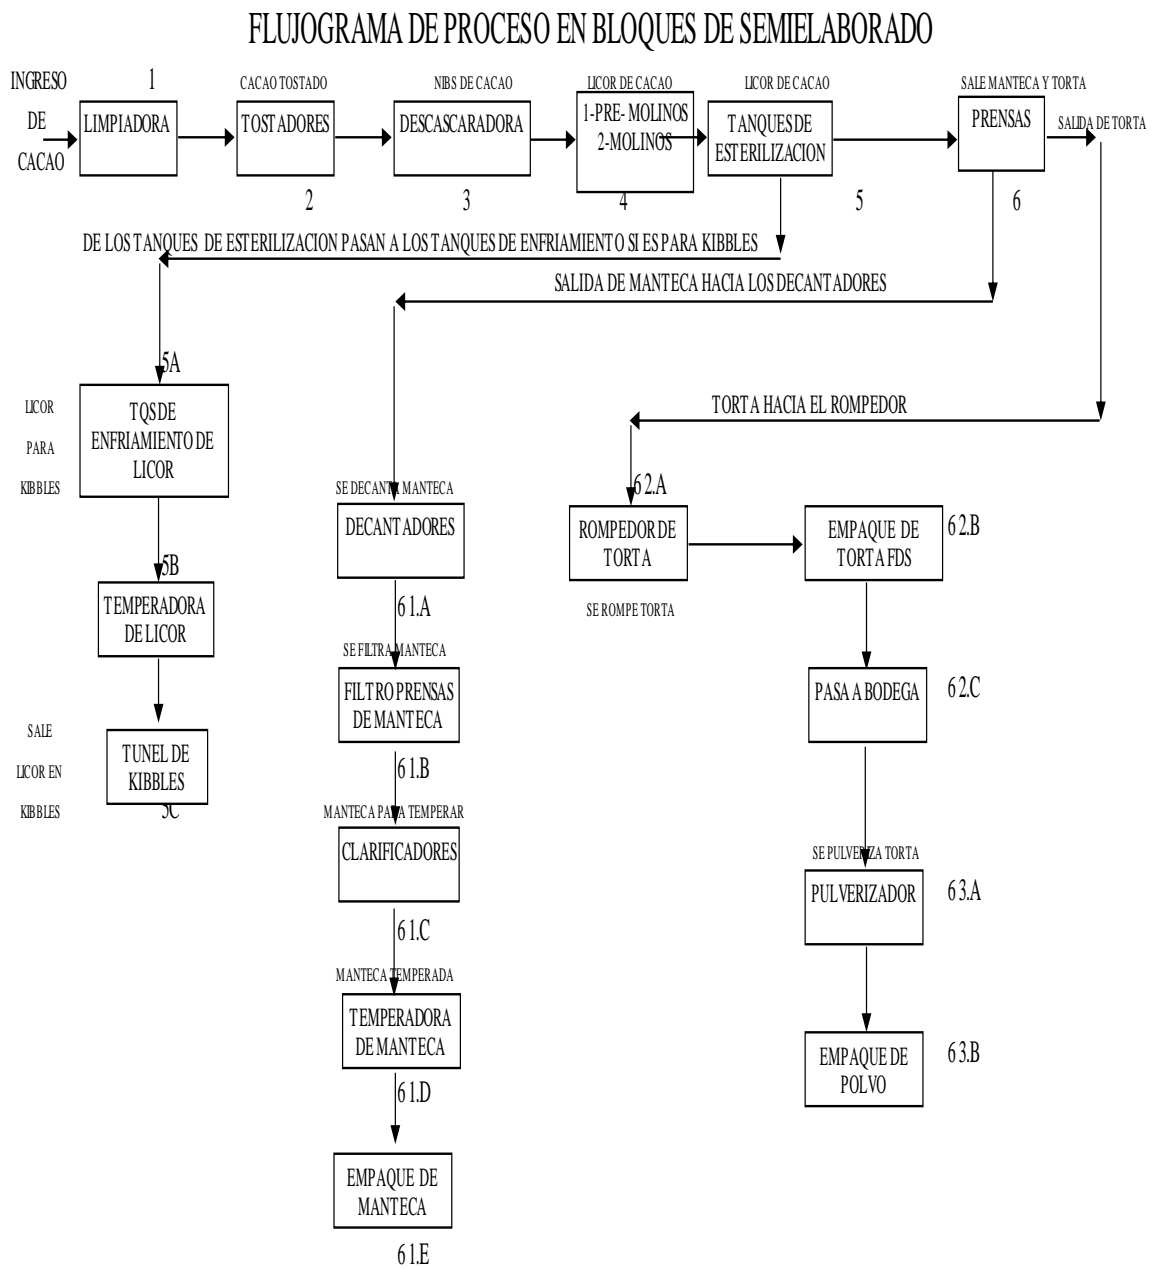 FLUJOGRAMA DE PROCESO EN BLOQUES DE SEMIELABORADO
INGRESO
DE
CACAO
1
LIMPIADORA
CACAO TOSTADO
TOSTADORES
2
NIBS DE CACAO
DESCASCARADORA
3
LICOR DE CACAO
1-PRE- MOLINOS
2-MOLINOS
4
LICOR DE CACAO
TANQUES DE
ESTERILIZACION
5
SALE MANTECA Y TORTA
PRENSAS
6
SALIDA DE TORTA
DE LOS TANQUES DE ESTERILIZACION PASAN A LOS TANQUES DE ENFRIAMIENTO SI ES PARA KIBBLES
SALIDA DE MANTECA HACIA LOS DECANTADORES
TORTA HACIA EL ROMPEDOR
5A
LICOR
PARA
KIBBLES
TQS DE
ENFRIAMIENTO DE
LICOR
5B
TEMPERADORA
DE LICOR
SALE
LICOR EN
KIBBLES
TUNEL DE
KIBBLES
5C
SE DECANTA MANTECA
DECANTADORES
61.A
SE FILTRA MANTECA
FILTRO PRENSAS
DE MANTECA
61.B
MANTECA PARA TEMPERAR
CLARIFICADORES
61.C
MANTECA TEMPERADA
TEMPERADORA
DE MANTECA
61.D
EMPAQUE DE
MANTECA
61.E
62.A
ROMPEDOR DE
TORTA
SE ROMPE TORTA
EMPAQUE DE
TORTA FDS
62.B
PASA A BODEGA
62.C
SE PULVERIZA TORTA
PULVERIZADOR
63.A
EMPAQUE DE
POLVO
63.B